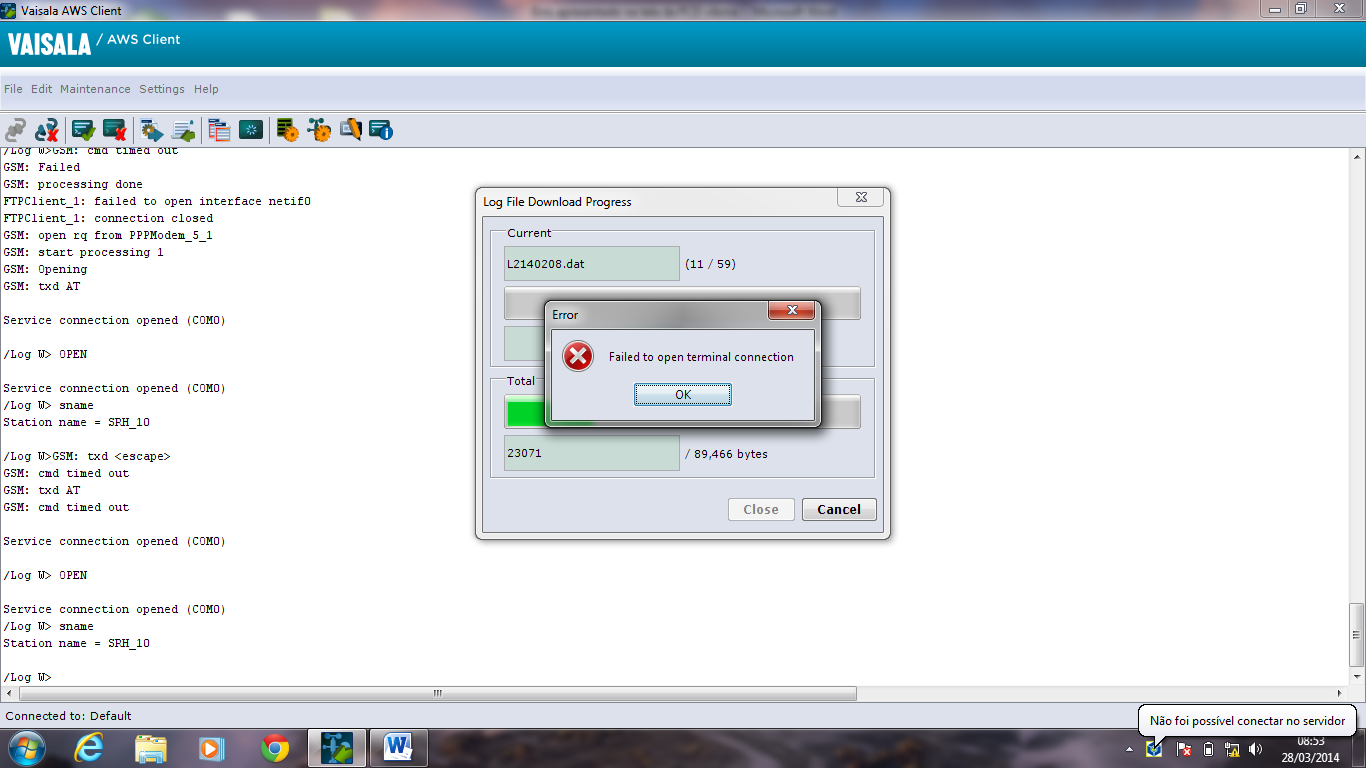 Vaisala AWS Client
VAISALA / AWS Client
File Edit Maintenance Settings Help
/Log W>GSM: cmd timed out
GSM: Failed
GSM: processing done
FTPClient_1: failed to open interface netif0
FTPClient_1: connection closed
GSM: open rq from PPPModem_5_1
GSM: start processing 1
GSM: Opening
GSM: txd AT
Service connection opened (COM0)
/Log W> OPEN
Service connection opened (COM0)
/Log W> sname
Station name = SRH_10
/Log W>GSM: txd <escape>
GSM: cmd timed out
GSM: txd AT
GSM: cmd timed out
Service connection opened (COM0)
/Log W> OPEN
Service connection opened (COM0)
/Log W> sname
Station name = SRH_10
/Log W>
Log File Download Progress
Current
L2140208.dat (11 / 59)
Error
Failed to open terminal connection
OK
Total
23071 / 89,466 bytes
Close Cancel
Connected to: Default
Não foi possível conectar no servidor
08:53
28/03/2014